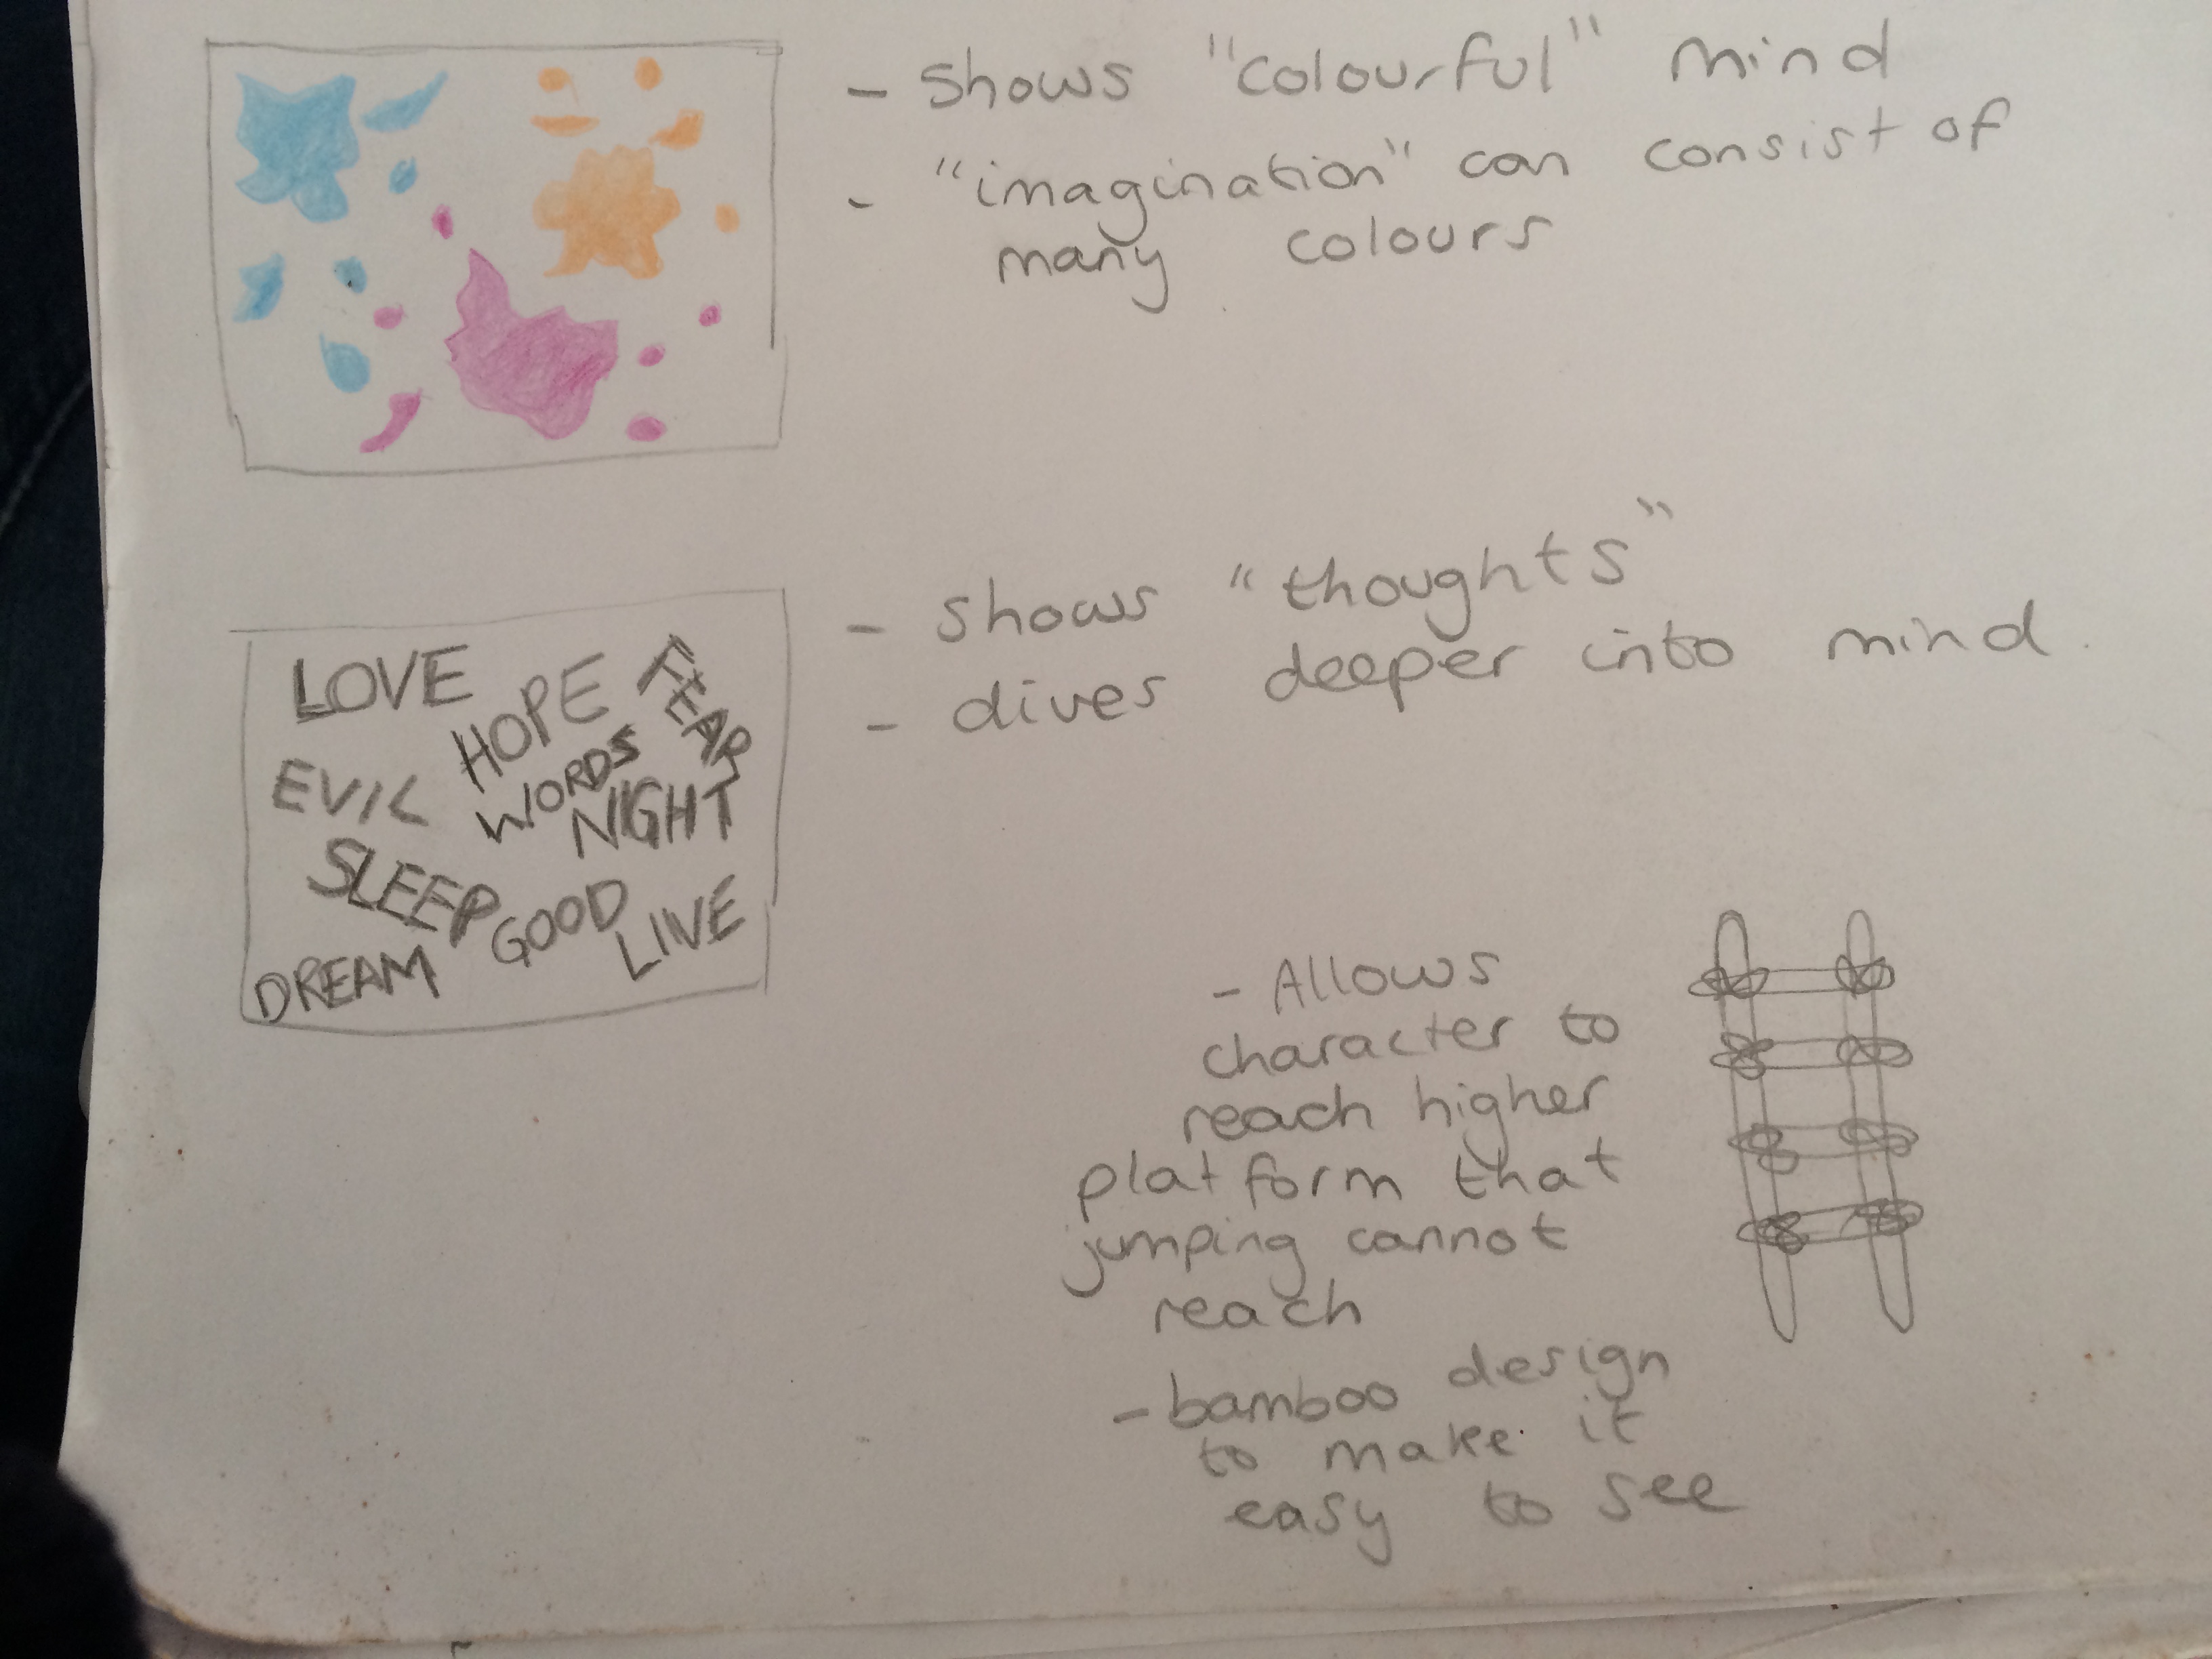 - shows "colourful" mind
- "imagination" can consist of
many colours
LOVE
HOPE
FEAR
EVIL
WORDS
NIGHT
SLEEP
GOOD
LIVE
DREAM
- shows "thoughts"
- dives deeper into mind
- Allows
character to
reach higher
platform that
jumping cannot
reach
- bamboo design
to make it
easy to see